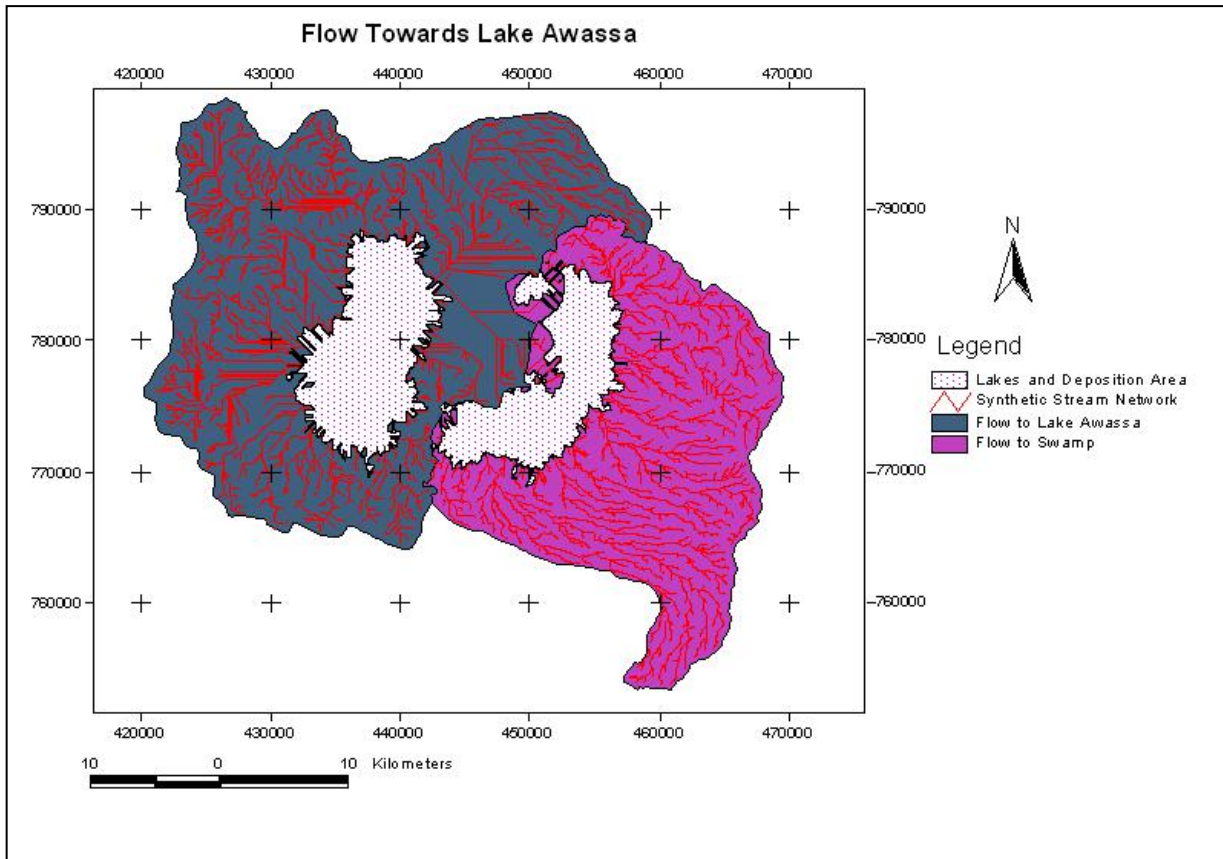 Flow Towards Lake Awassa
420000 430000 440000 450000 460000 470000
790000 790000
N
780000 780000
Legend
Lakes and Deposition Area
Synthetic Stream Network
Flow to Lake Awassa
Flow to Swamp
770000 770000
760000 760000
420000 430000 440000 450000 460000 470000
10 0 10 Kilometers